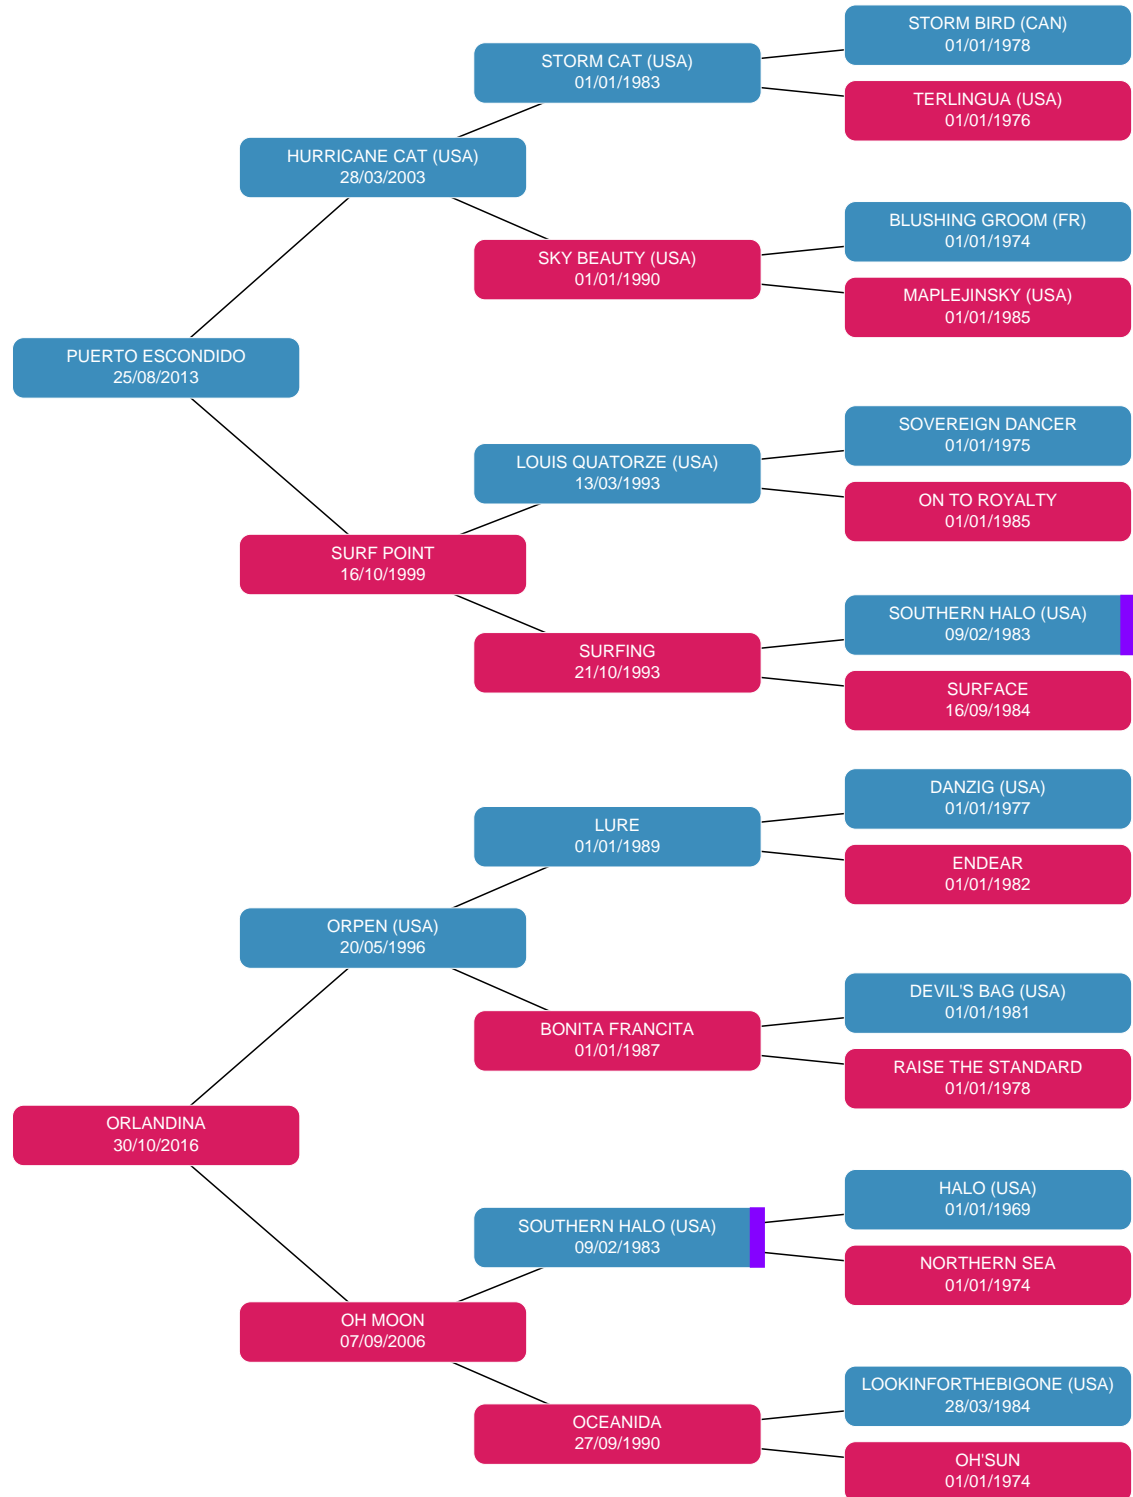 STORM BIRD (CAN)
01/01/1978
STORM CAT (USA)
01/01/1983
TERLINGUA (USA)
01/01/1976
HURRICANE CAT (USA)
28/03/2003
BLUSHING GROOM (FR)
01/01/1974
SKY BEAUTY (USA)
01/01/1990
MAPLEJINSKY (USA)
01/01/1985
PUERTO ESCONDIDO
25/08/2013
SOVEREIGN DANCER
01/01/1975
LOUIS QUATORZE (USA)
13/03/1993
ON TO ROYALTY
01/01/1985
SURF POINT
16/10/1999
SOUTHERN HALO (USA)
09/02/1983
SURFING
21/10/1993
SURFACE
16/09/1984
DANZIG (USA)
01/01/1977
LURE
01/01/1989
ENDEAR
01/01/1982
ORPEN (USA)
20/05/1996
DEVIL'S BAG (USA)
01/01/1981
BONITA FRANCITA
01/01/1987
RAISE THE STANDARD
01/01/1978
ORLANDINA
30/10/2016
HALO (USA)
01/01/1969
SOUTHERN HALO (USA)
09/02/1983
NORTHERN SEA
01/01/1974
OH MOON
07/09/2006
LOOKINFORTHEBIGONE (USA)
28/03/1984
OCEANIDA
27/09/1990
OH'SUN
01/01/1974